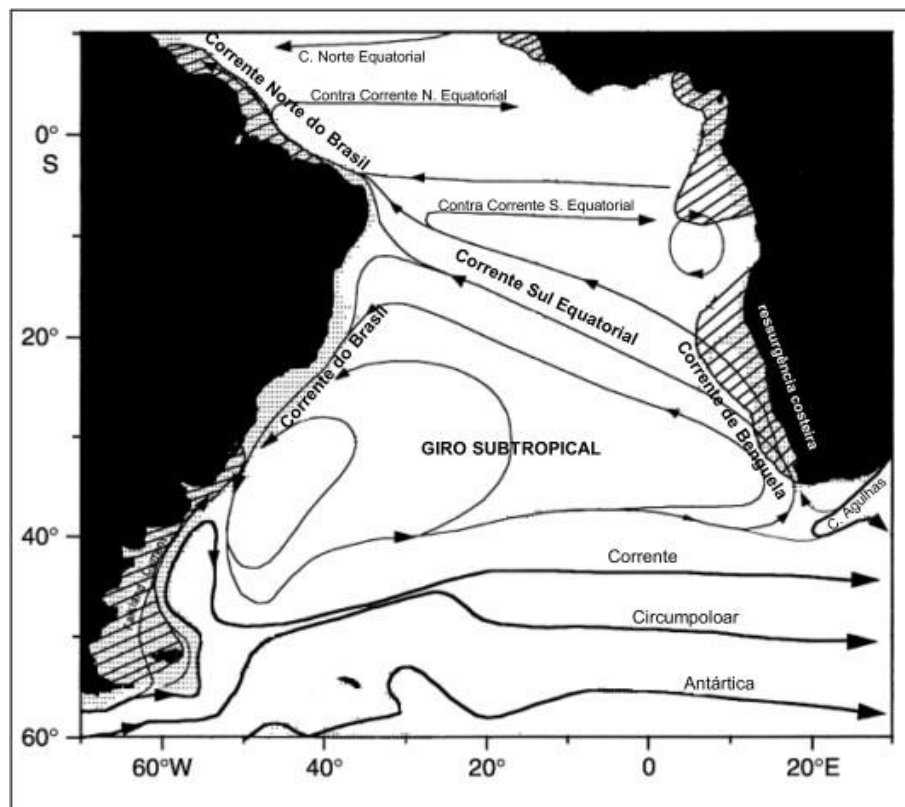 C. Norte Equatorial
Corrente Norte do Brasil
Contra Corrente N. Equatorial
0°
S
Contra Corrente S. Equatorial
Corrente Sul Equatorial
20°
Corrente do Brasil
Corrente de Benguela
ressurgência costeira
GIRO SUBTROPICAL
C. Agulhas
40°
Corrente
Circumpoloar
Antártica
60°
60°W
40°
20°
0
20°E